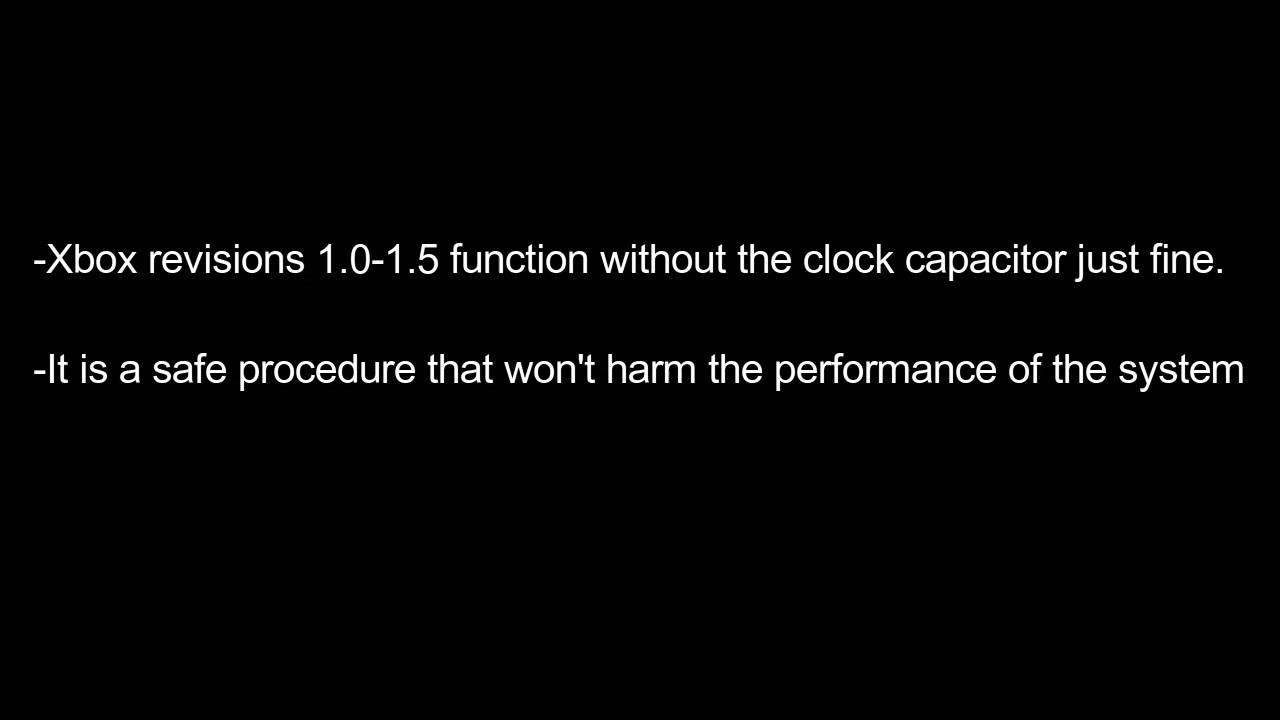 -Xbox revisions 1.0-1.5 function without the clock capacitor just fine.
-It is a safe procedure that won't harm the performance of the system